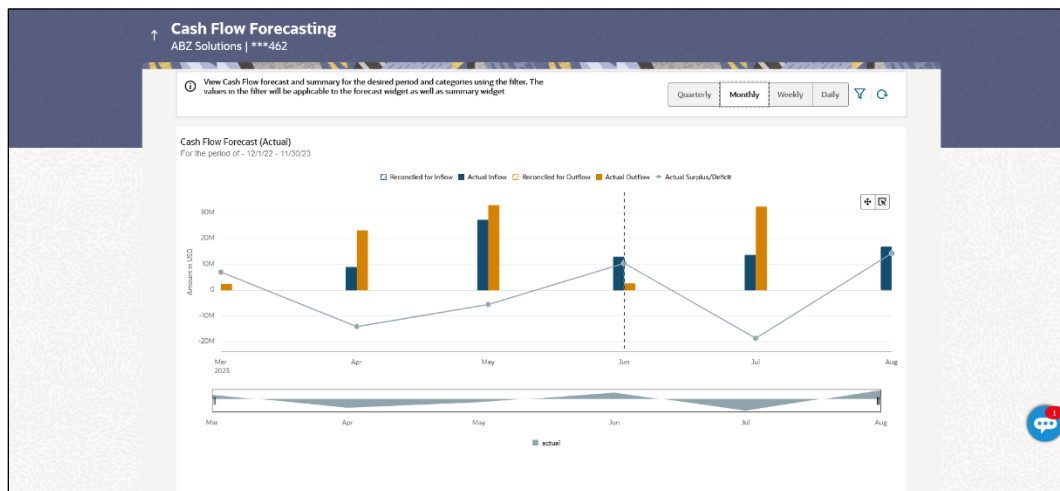 Cash Flow Forecasting
ABZ Solutions | ***462
View Cash Flow forecast and summary for the desired period and categories using the filter. The
values in the filter will be applicable to the forecast widget as well as summary widget
Quarterly Monthly Weekly Daily
Cash Flow Forecast (Actual)
For the period of - 12/1/22 - 11/30/23
Reconciled for Inflow Actual Inflow Reconciled for Outflow Actual Outflow Actual Surplus/Deficit
Amount in USD
30M
20M
10M
0
-10M
-20M
Mar Apr May Jun Jul Aug
2023
Mar Apr May Jun Jul Aug
actual
1